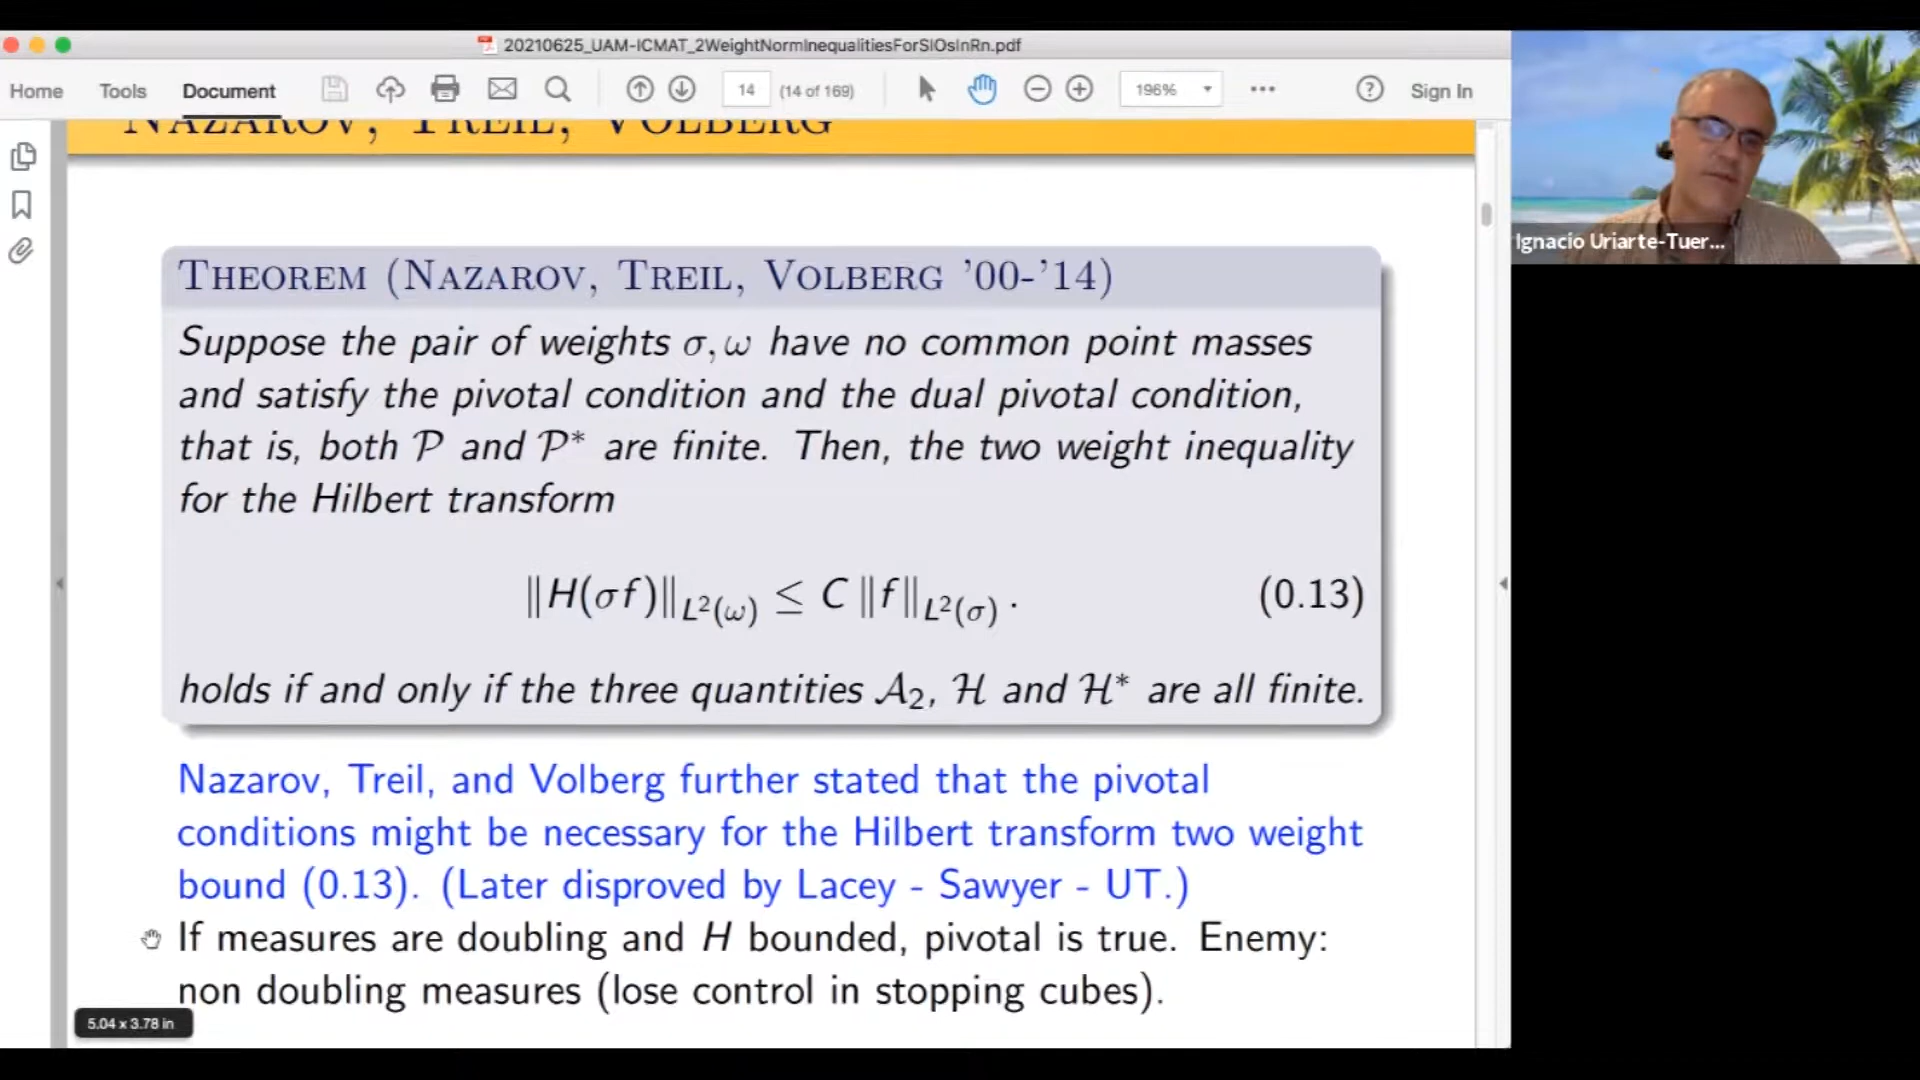 20210625_UAM-ICMAT_2WeightNormInequalitiesForSIOsInRn.pdf
Home Tools Document 14 (14 of 169) 196% Sign In
NAZAROV, TREIL, VOLBERG
Ignacio Uriarte-Tuer...
THEOREM (NAZAROV, TREIL, VOLBERG '00-'14)
Suppose the pair of weights σ, ω have no common point masses
and satisfy the pivotal condition and the dual pivotal condition,
that is, both 𝒫 and 𝒫* are finite. Then, the two weight inequality
for the Hilbert transform
‖H(σf)‖_{L²(ω)} ≤ C ‖f‖_{L²(σ)} . (0.13)
holds if and only if the three quantities 𝒜₂, ℋ and ℋ* are all finite.
Nazarov, Treil, and Volberg further stated that the pivotal
conditions might be necessary for the Hilbert transform two weight
bound (0.13). (Later disproved by Lacey - Sawyer - UT.)
If measures are doubling and H bounded, pivotal is true. Enemy:
non doubling measures (lose control in stopping cubes).
5.04 x 3.78 in